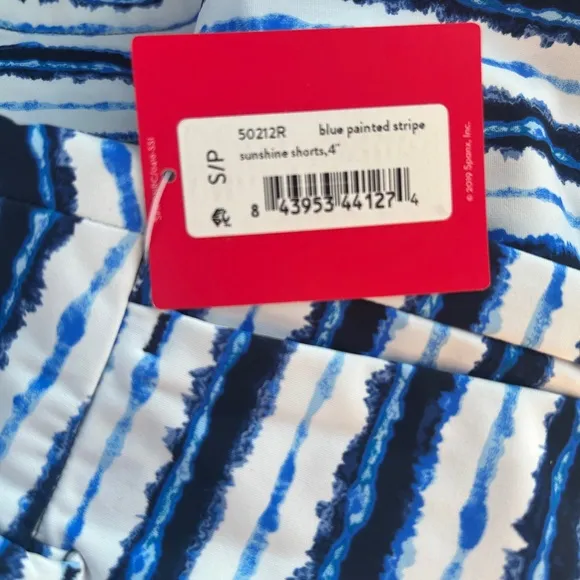 50212R blue painted stripe
sunshine shorts,4"
S/P
8 43953 44127 4
© 2019 Spanx, Inc.